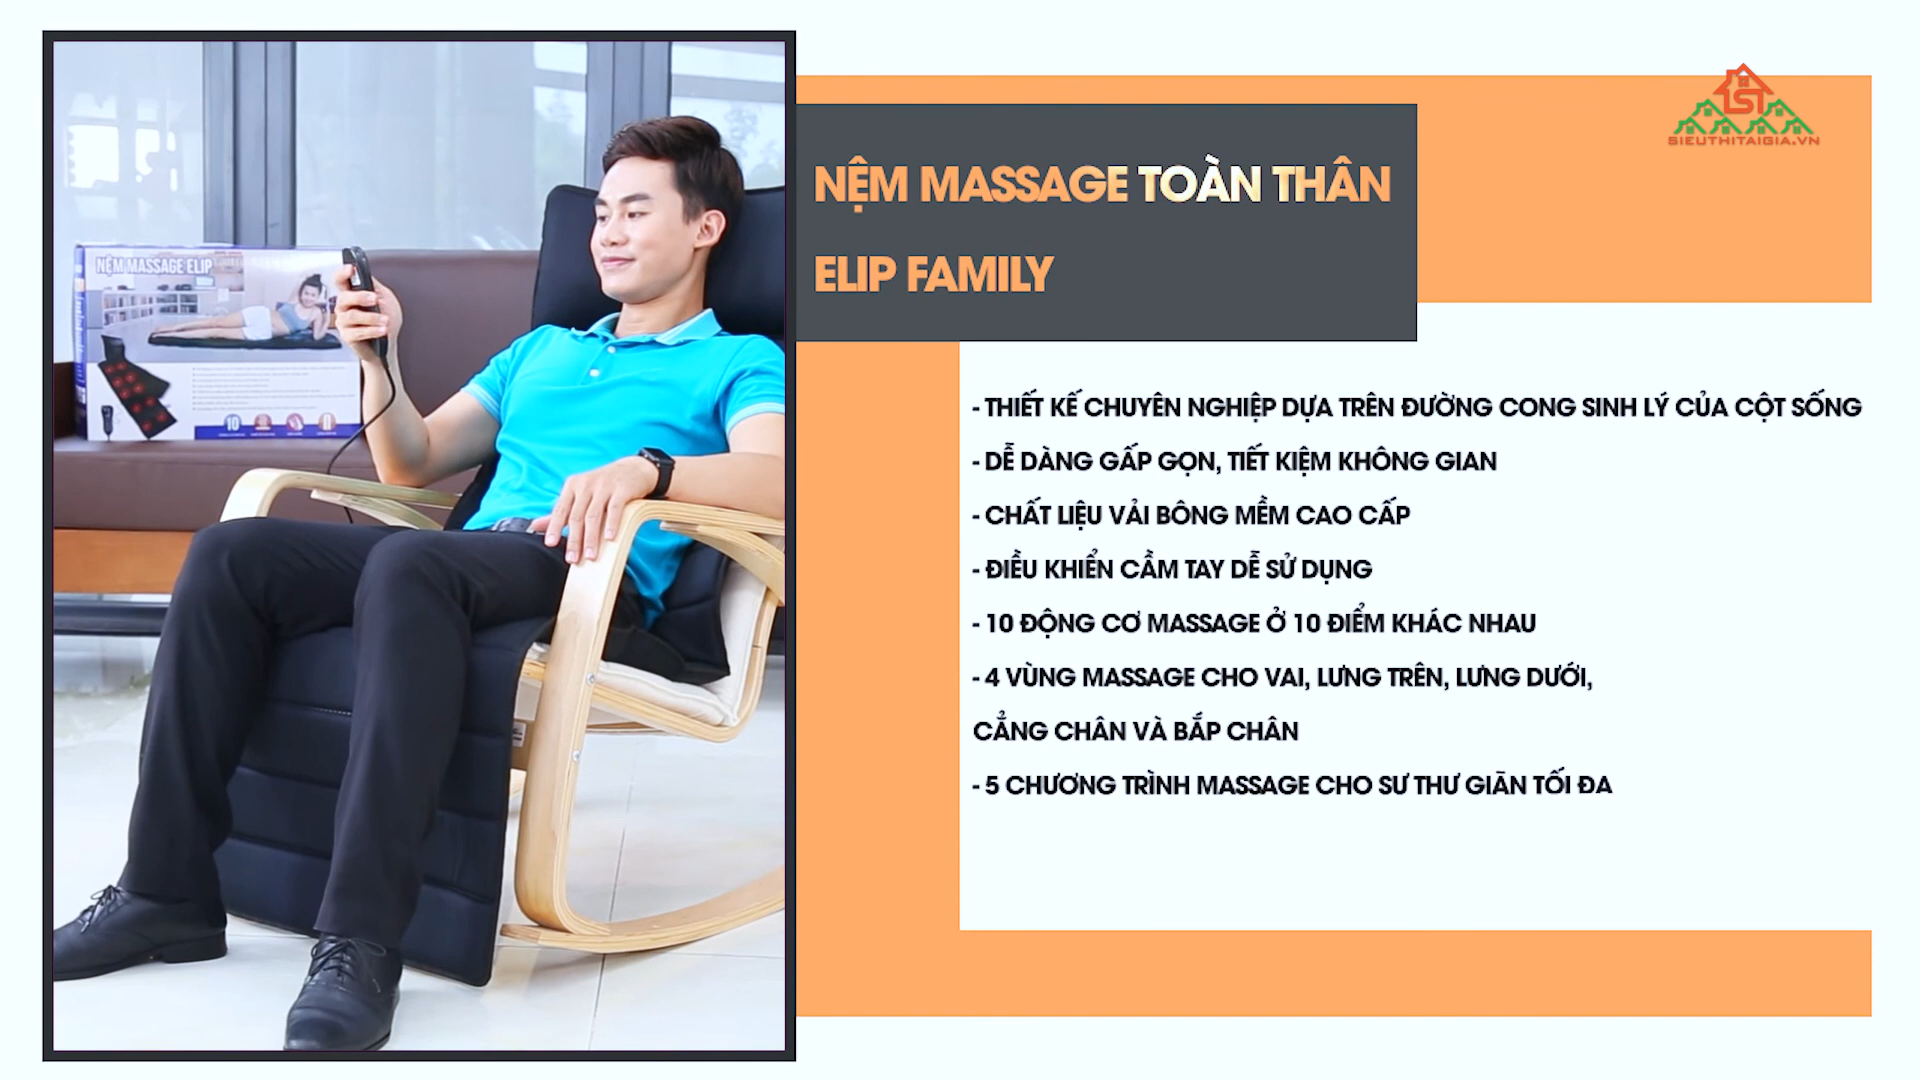 SIEUTHITAIGIA.VN
NỆM MASSAGE TOÀN THÂN
ELIP FAMILY
NỆM MASSAGE ELIP
10
- THIẾT KẾ CHUYÊN NGHIỆP DỰA TRÊN ĐƯỜNG CONG SINH LÝ CỦA CỘT SỐNG
- DỄ DÀNG GẤP GỌN, TIẾT KIỆM KHÔNG GIAN
- CHẤT LIỆU VẢI BÔNG MỀM CAO CẤP
- ĐIỀU KHIỂN CẦM TAY DỄ SỬ DỤNG
- 10 ĐỘNG CƠ MASSAGE Ở 10 ĐIỂM KHÁC NHAU
- 4 VÙNG MASSAGE CHO VAI, LƯNG TRÊN, LƯNG DƯỚI,
CẲNG CHÂN VÀ BẮP CHÂN
- 5 CHƯƠNG TRÌNH MASSAGE CHO SƯ THƯ GIÃN TỐI ĐA